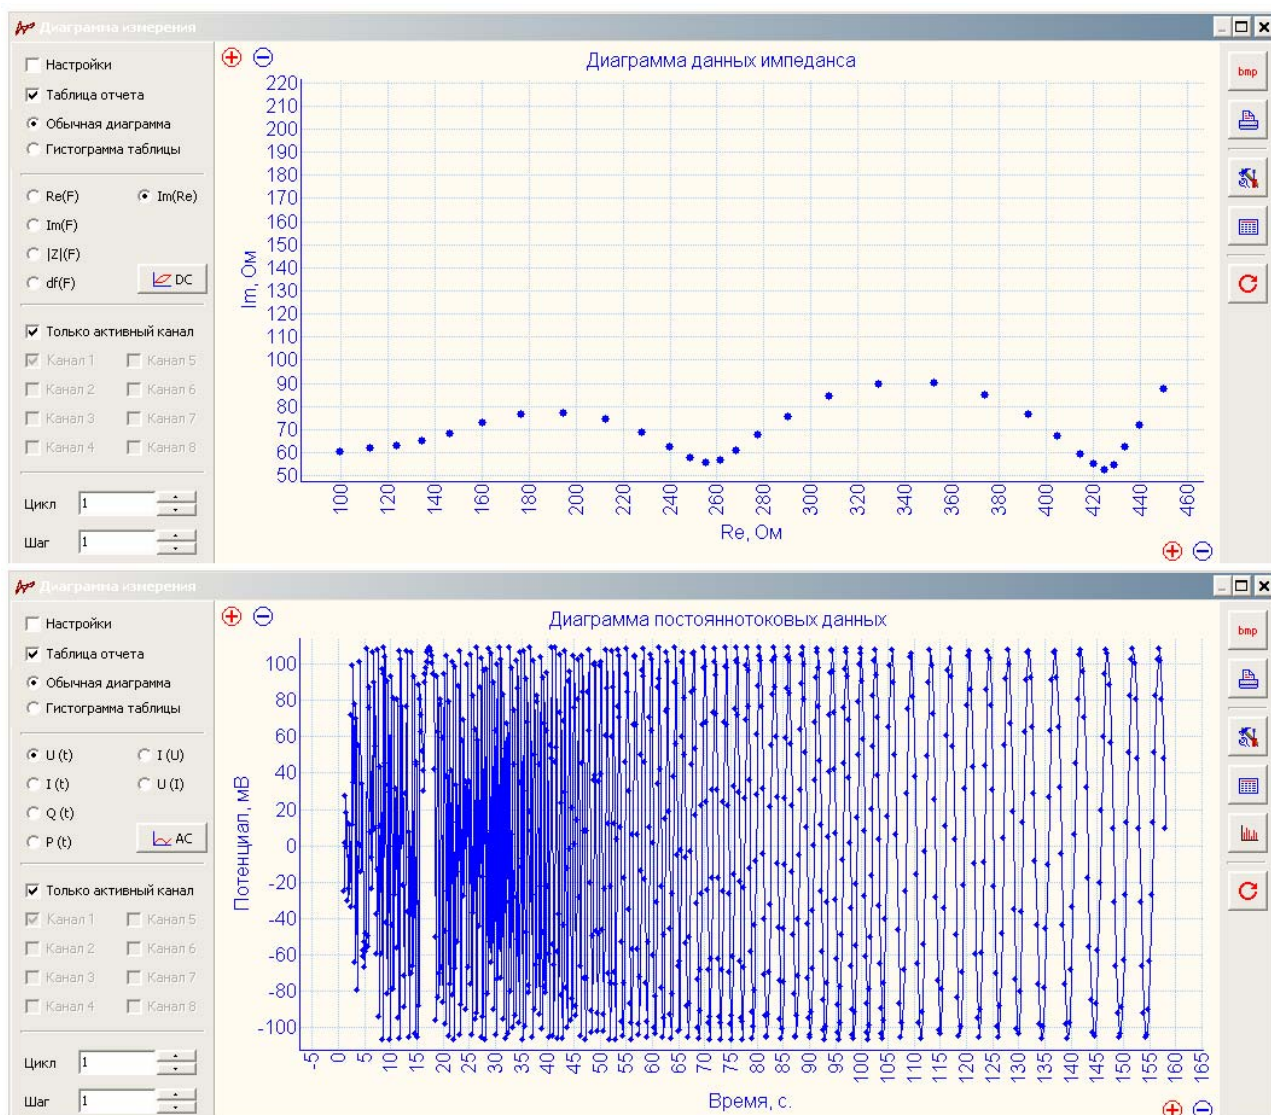 Диаграмма измерения
Настройки
Таблица отчета
Обычная диаграмма
Гистограмма таблицы
Re(F) Im(Re)
Im(F)
|Z|(F)
df(F) DC
Только активный канал
Канал 1 Канал 5
Канал 2 Канал 6
Канал 3 Канал 7
Канал 4 Канал 8
Цикл 1
Шаг 1
Диаграмма данных импеданса
Im, Ом
220
210
200
190
180
170
160
150
140
130
120
110
100
90
80
70
60
50
100 120 140 160 180 200 220 240 260 280 300 320 340 360 380 400 420 440 460
Re, Ом
bmp
Диаграмма измерения
Настройки
Таблица отчета
Обычная диаграмма
Гистограмма таблицы
U (t) I (U)
I (t) U (I)
Q (t)
P (t) AC
Только активный канал
Канал 1 Канал 5
Канал 2 Канал 6
Канал 3 Канал 7
Канал 4 Канал 8
Цикл 1
Шаг 1
Диаграмма постояннотоковых данных
Потенциал, мВ
100
80
60
40
20
0
-20
-40
-60
-80
-100
-5 0 5 10 15 20 25 30 35 40 45 50 55 60 65 70 75 80 85 90 95 100 105 110 115 120 125 130 135 140 145 150 155 160 165
Время, с.
bmp